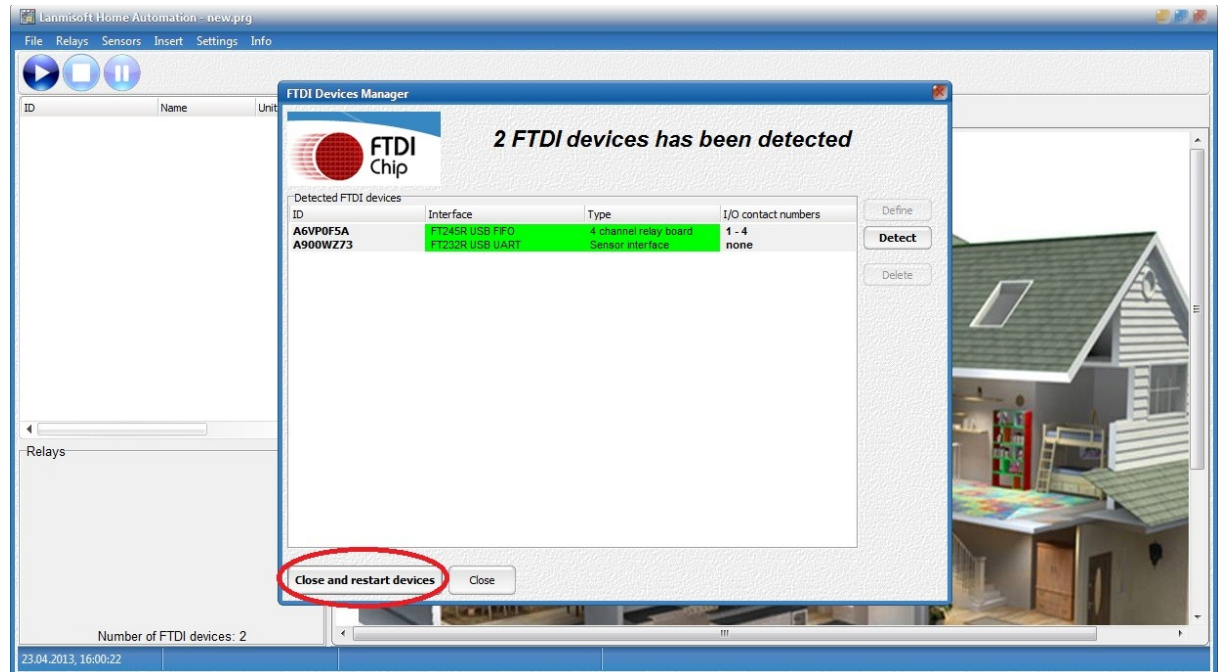 Lanmisoft Home Automation - new.prg
File Relays Sensors Insert Settings Info
ID Name Unit
FTDI Devices Manager
FTDI Chip
2 FTDI devices has been detected
Detected FTDI devices
ID Interface Type I/O contact numbers
A6VP0F5A FT245R USB FIFO 4 channel relay board 1 - 4
A900WZ73 FT232R USB UART Sensor interface none
Define
Detect
Delete
Close and restart devices Close
Relays
Number of FTDI devices: 2
23.04.2013, 16:00:22